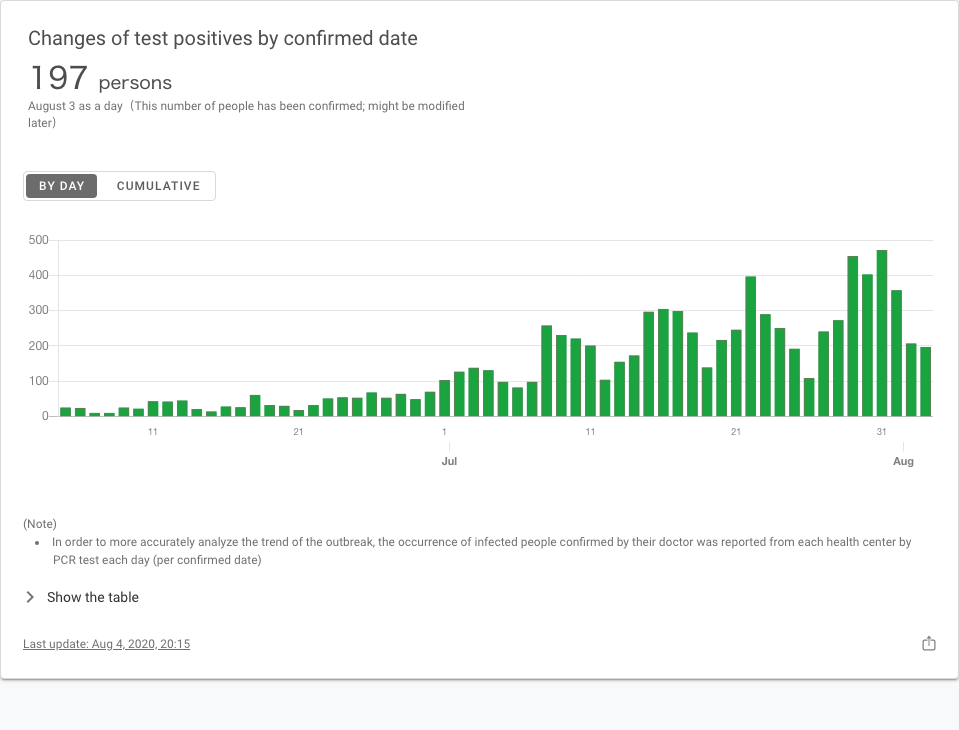 Changes of test positives by confirmed date
197 persons
August 3 as a day（This number of people has been confirmed; might be modified
later）
BY DAY
CUMULATIVE
500
400
300
200
100
0
11
21
1
11
21
31
Jul
Aug
(Note)
• In order to more accurately analyze the trend of the outbreak, the occurrence of infected people confirmed by their doctor was reported from each health center by
PCR test each day (per confirmed date)
Show the table
Last update: Aug 4, 2020, 20:15